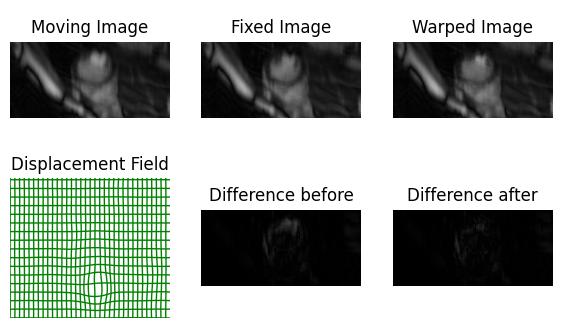 Moving Image
Fixed Image
Warped Image
Displacement Field
Difference before
Difference after